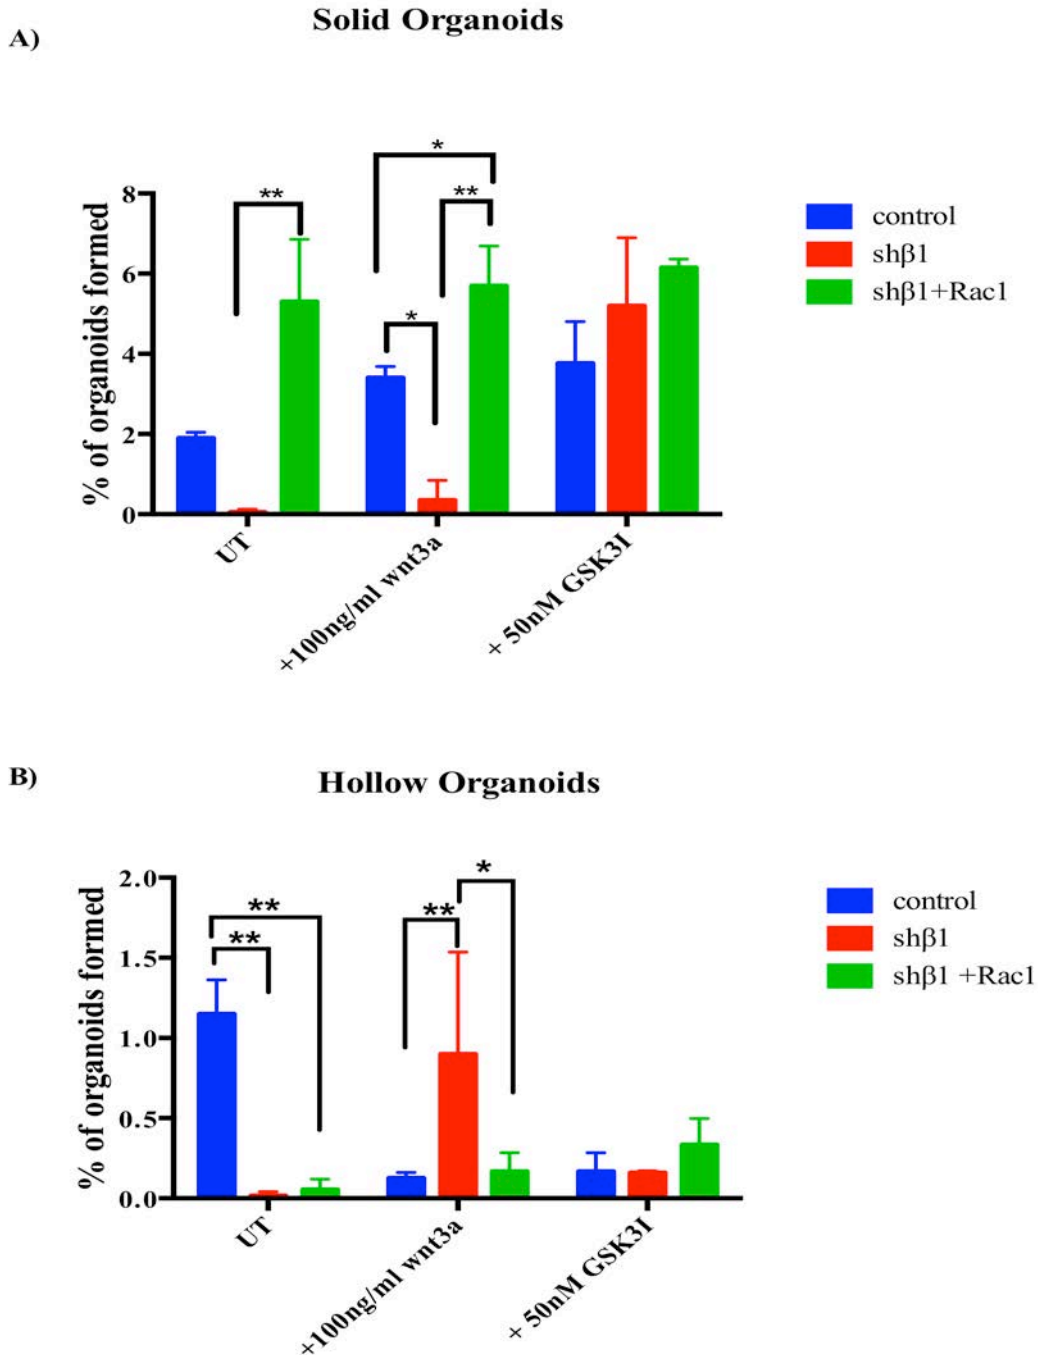 A)
Solid Organoids
% of organoids formed
8
6
4
2
0
**
*
**
*
UT
+100ng/ml wnt3a
+ 50nM GSK3I
control
shβ1
shβ1+Rac1
B)
Hollow Organoids
% of organoids formed
2.0
1.5
1.0
0.5
0.0
**
**
**
*
UT
+100ng/ml wnt3a
+ 50nM GSK3I
control
shβ1
shβ1 +Rac1